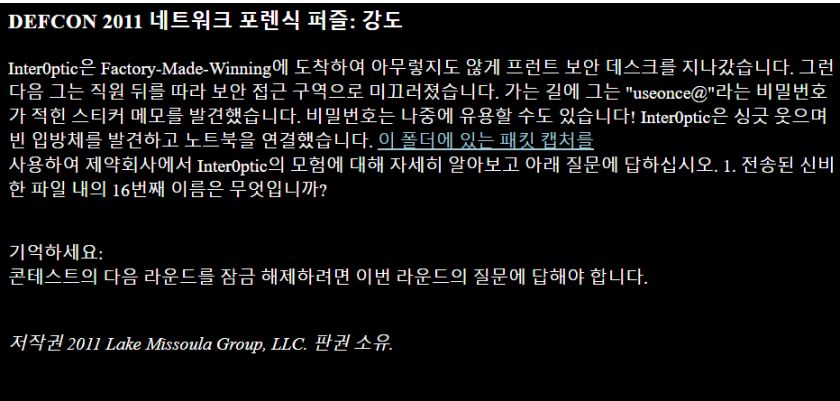 DEFCON 2011 네트워크 포렌식 퍼즐: 강도
Inter0ptic은 Factory-Made-Winning에 도착하여 아무렇지도 않게 프런트 보안 데스크를 지나갔습니다. 그런
다음 그는 직원 뒤를 따라 보안 접근 구역으로 미끄러졌습니다. 가는 길에 그는 "useonce@"라는 비밀번호
가 적힌 스티커 메모를 발견했습니다. 비밀번호는 나중에 유용할 수도 있습니다! Inter0ptic은 싱긋 웃으며
빈 입방체를 발견하고 노트북을 연결했습니다. 이 폴더에 있는 패킷 캡처를
사용하여 제약회사에서 Inter0ptic의 모험에 대해 자세히 알아보고 아래 질문에 답하십시오. 1. 전송된 신비
한 파일 내의 16번째 이름은 무엇입니까?
기억하세요:
콘테스트의 다음 라운드를 잠금 해제하려면 이번 라운드의 질문에 답해야 합니다.
저작권 2011 Lake Missoula Group, LLC. 판권 소유.